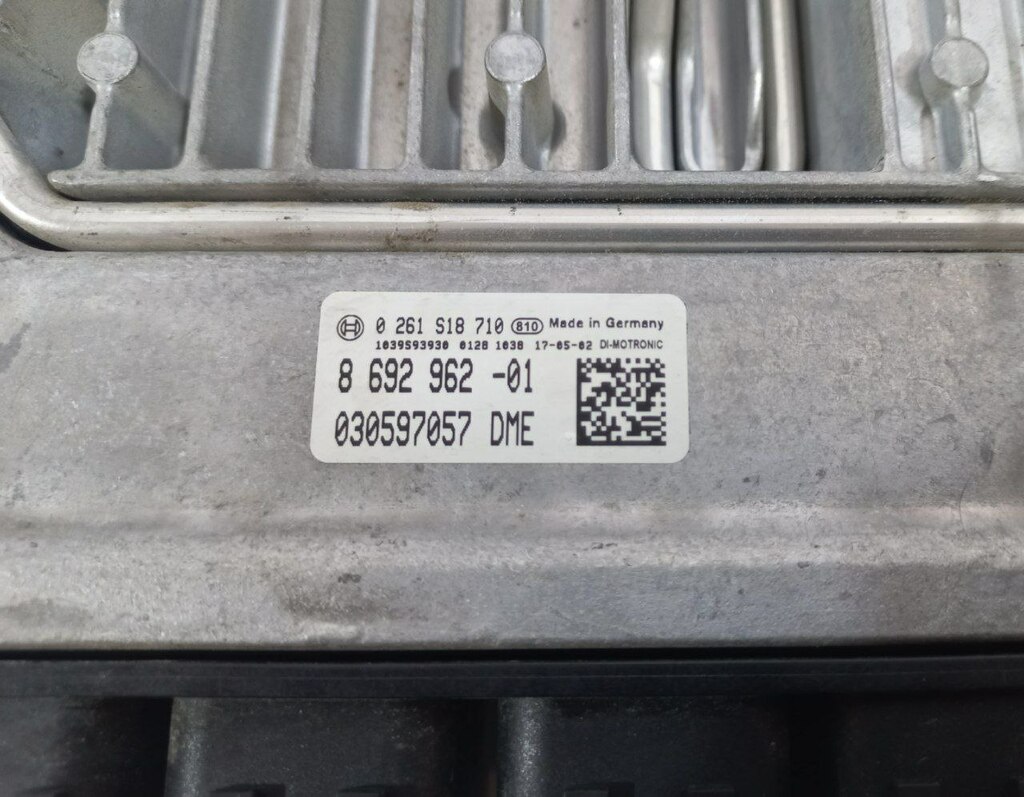 0 261 S18 710 810 Made in Germany
1039S93930 0128 1038 17-05-02 DI-MOTRONIC
8 692 962 -01
030597057 DME